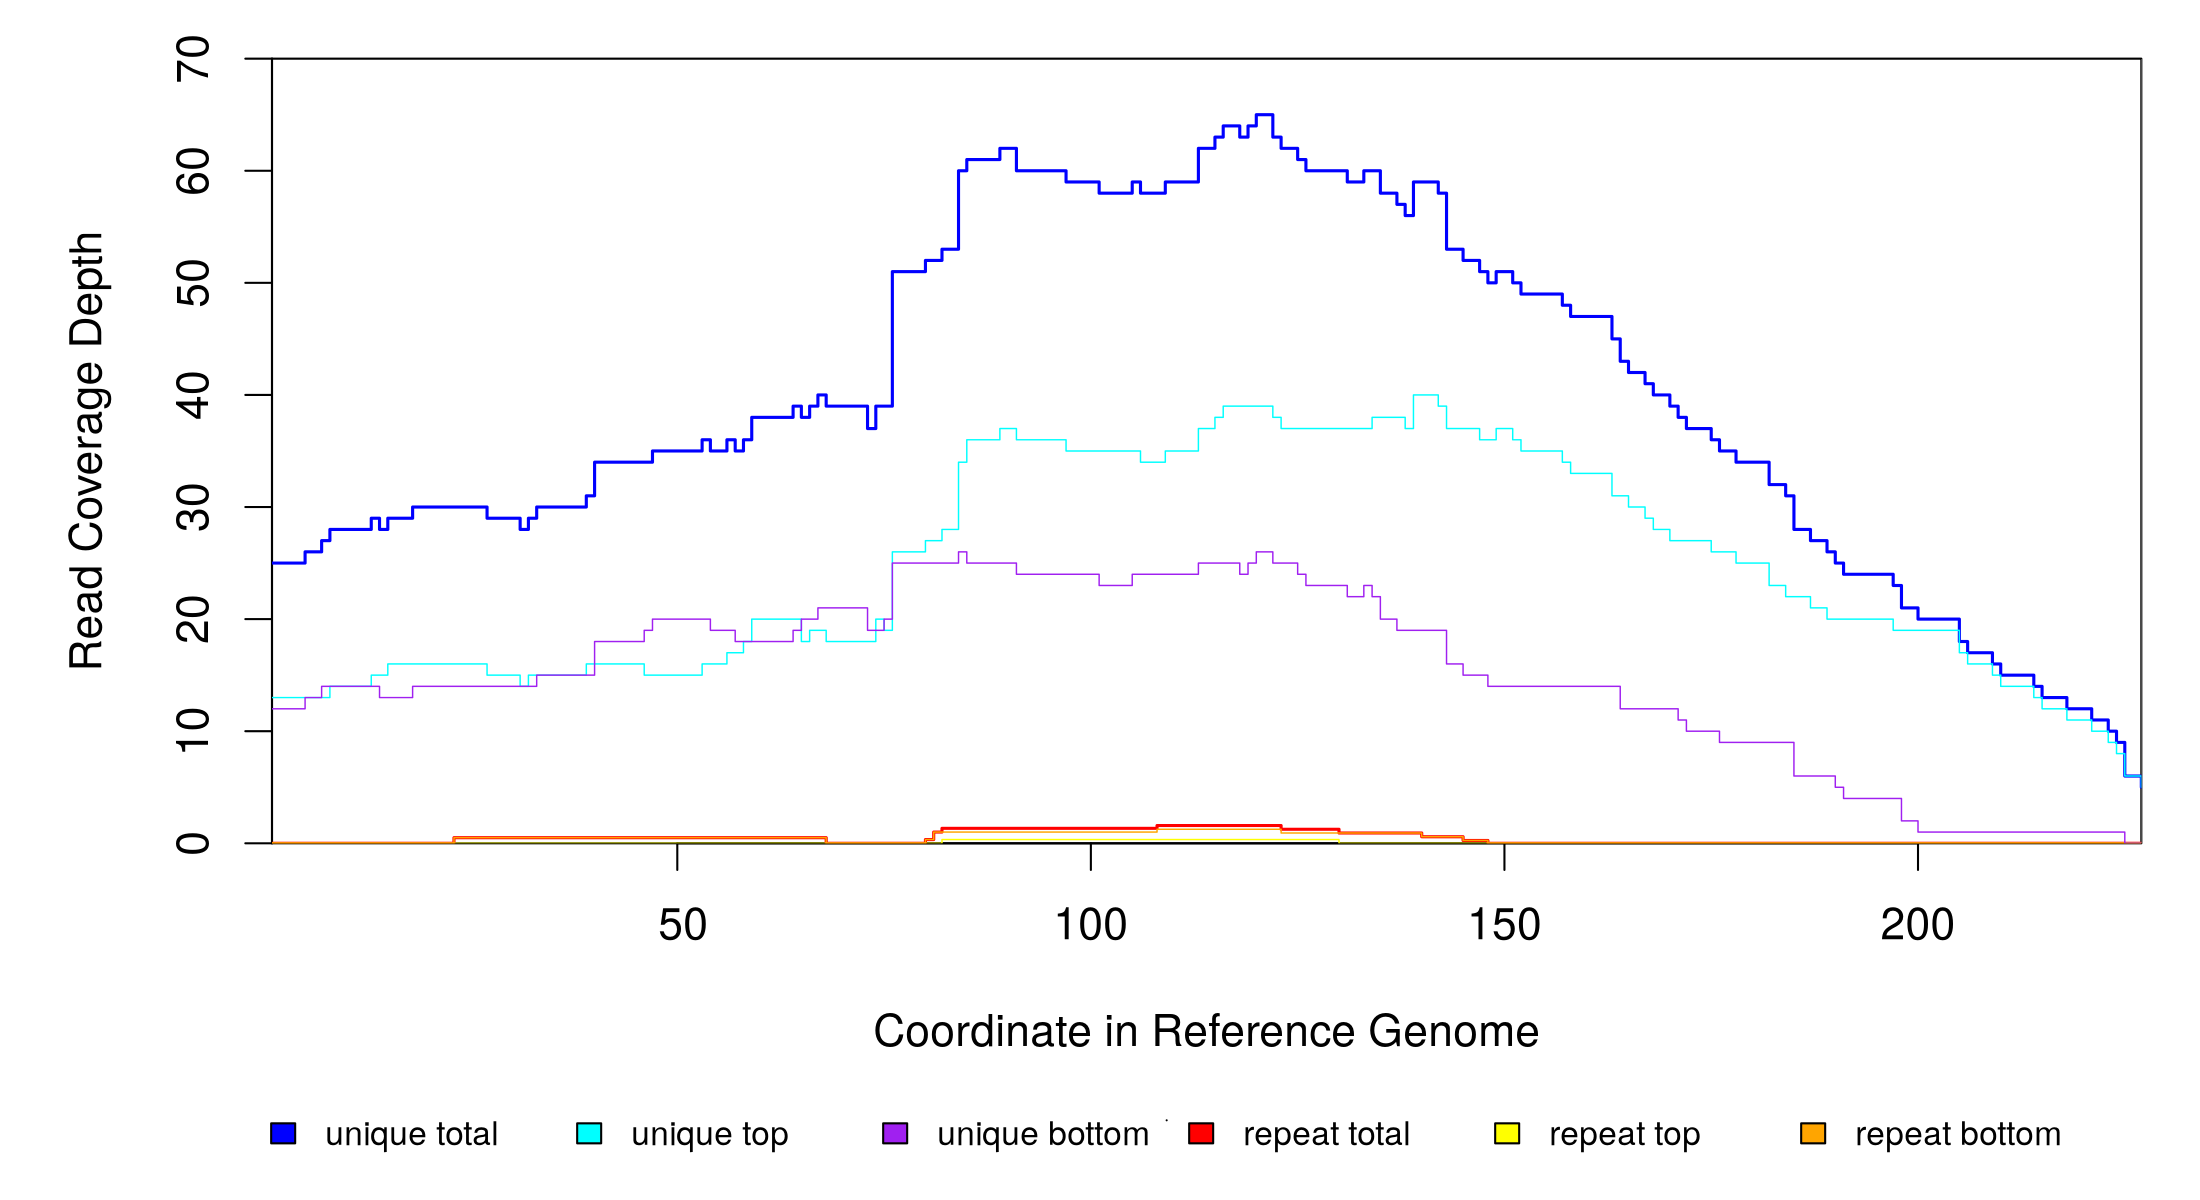 70
60
50
40
30
20
10
0
Read Coverage Depth
50 100 150 200
Coordinate in Reference Genome
unique total unique top unique bottom repeat total repeat top repeat bottom